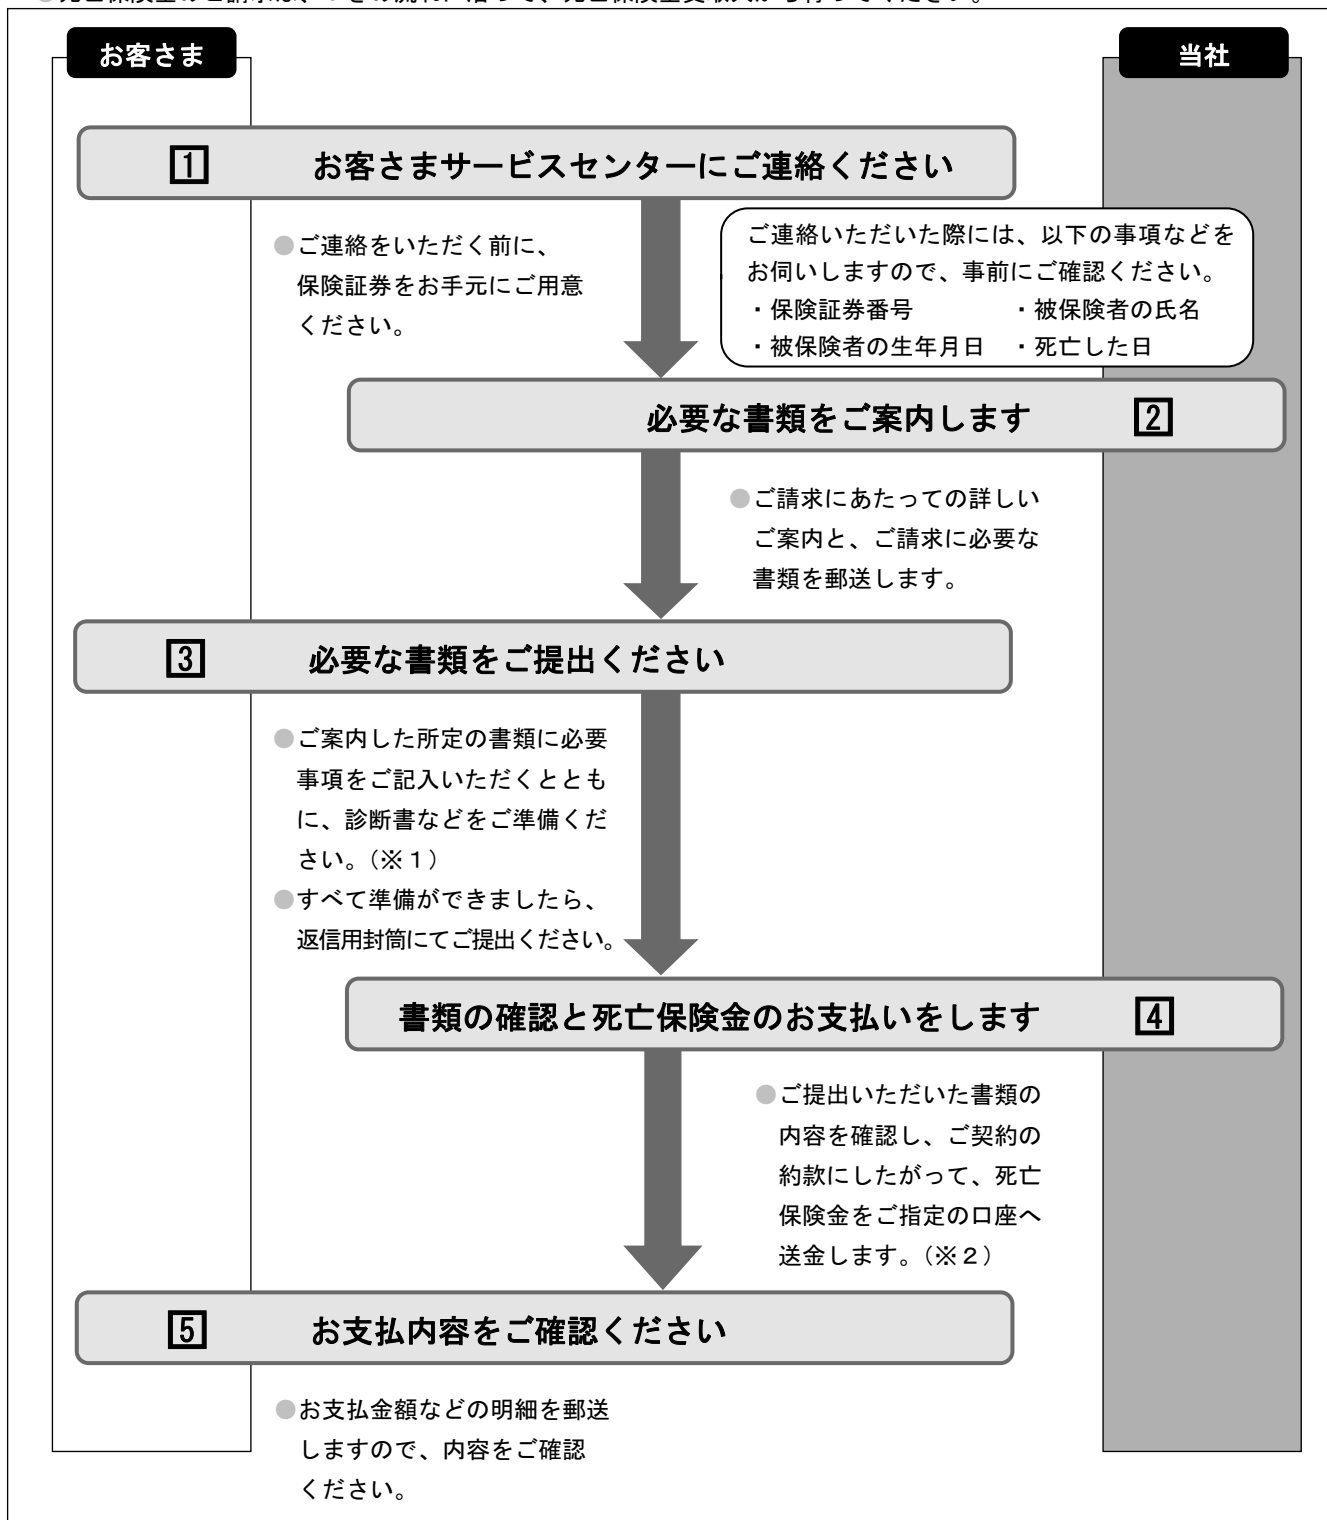 お客さま
当社
1 お客さまサービスセンターにご連絡ください
●ご連絡をいただく前に、
保険証券をお手元にご用意
ください。
ご連絡いただいた際には、以下の事項などを
お伺いしますので、事前にご確認ください。
・保険証券番号 ・被保険者の氏名
・被保険者の生年月日 ・死亡した日
必要な書類をご案内します 2
●ご請求にあたっての詳しい
ご案内と、ご請求に必要な
書類を郵送します。
3 必要な書類をご提出ください
●ご案内した所定の書類に必要
事項をご記入いただくととも
に、診断書などをご準備くだ
さい。(※1)
●すべて準備ができましたら、
返信用封筒にてご提出ください。
書類の確認と死亡保険金のお支払いをします 4
●ご提出いただいた書類の
内容を確認し、ご契約の
約款にしたがって、死亡
保険金をご指定の口座へ
送金します。(※2)
5 お支払内容をご確認ください
●お支払金額などの明細を郵送
しますので、内容をご確認
ください。